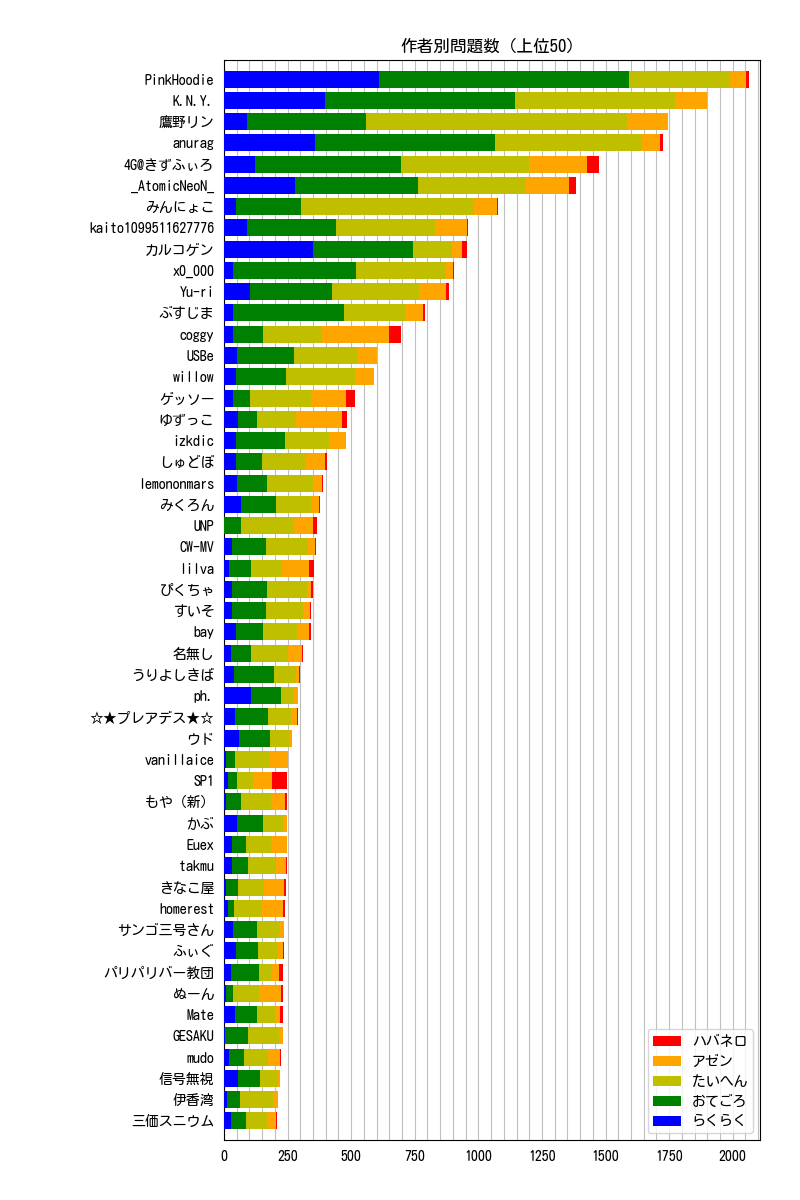 作者別問題数 (上位50)
PinkHoodie
K.N.Y.
鷹野リン
anurag
4G@きずふぃろ
_AtomicNeoN_
みんにょこ
kaito1099511627776
カルコゲン
x0_000
Yu-ri
ぶすじま
coggy
USBe
willow
ゲッソー
ゆずっこ
izkdic
しゅどぼ
lemononmars
みくろん
UNP
CW-MV
lilva
ぴくちゃ
すいそ
bay
名無し
うりよしきば
ph.
☆★プレアデス★☆
ウド
vanillaice
SP1
もや (新)
かぶ
Euex
takmu
きなこ屋
homerest
サンゴ三号さん
ふぃぐ
パリパリバー教団
ぬーん
Mate
GESAKU
mudo
信号無視
伊香湾
三価スニウム
ハバネロ
アゼン
たいへん
おてごろ
らくらく
0 250 500 750 1000 1250 1500 1750 2000